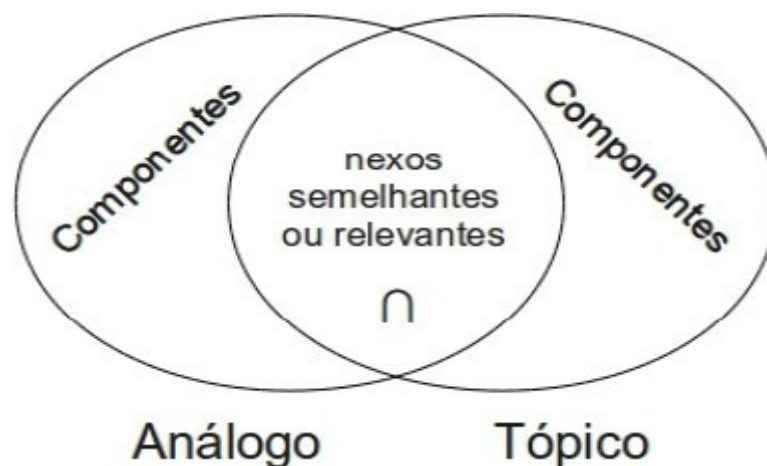 Componentes
Componentes
nexos
semelhantes
ou relevantes
∩
Análogo
Tópico